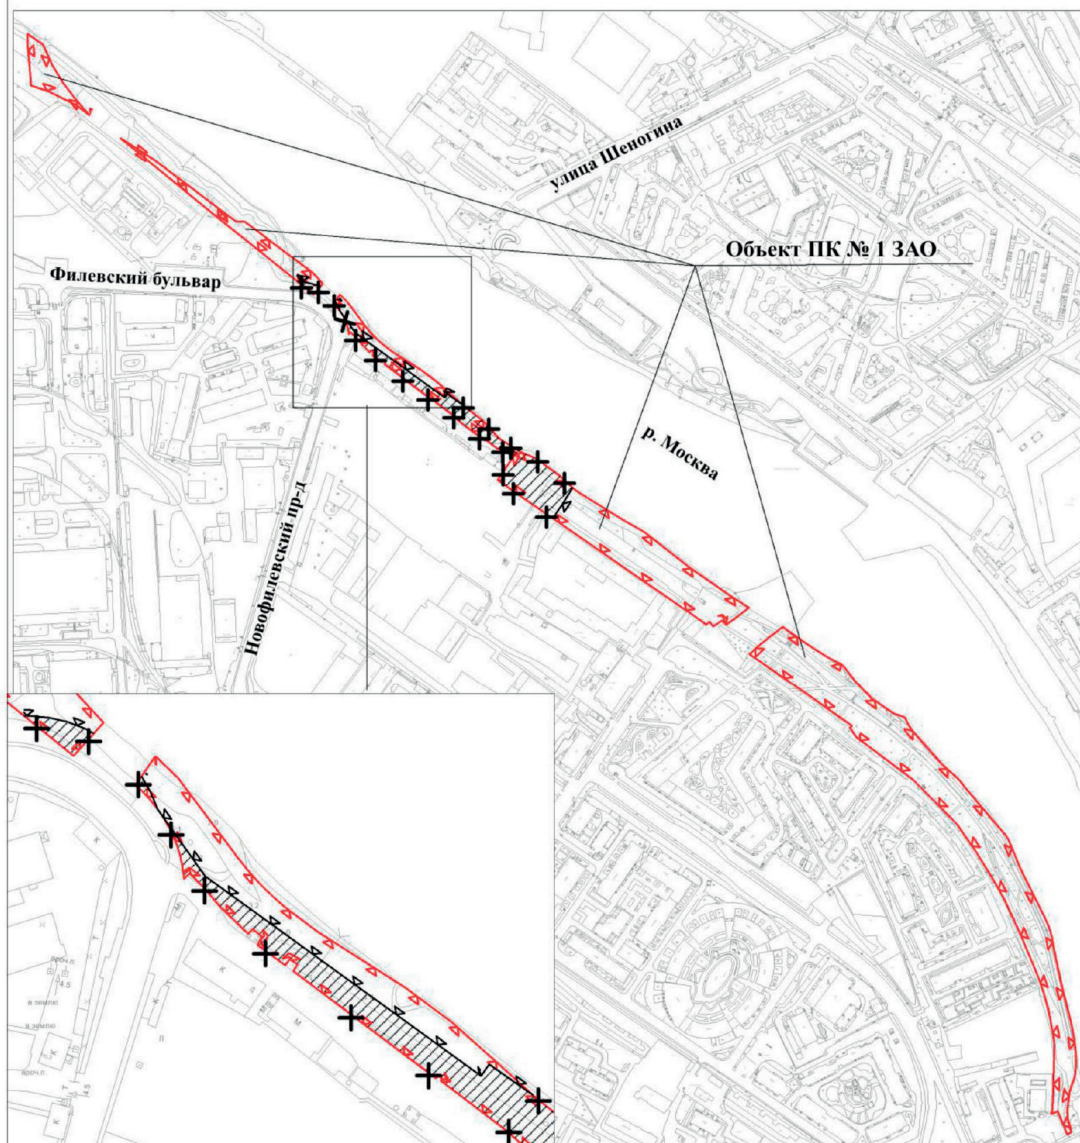 улица Шеногина
Объект ПК № 1 ЗАО
Филевский бульвар
р. Москва
Новофилевский пр-д